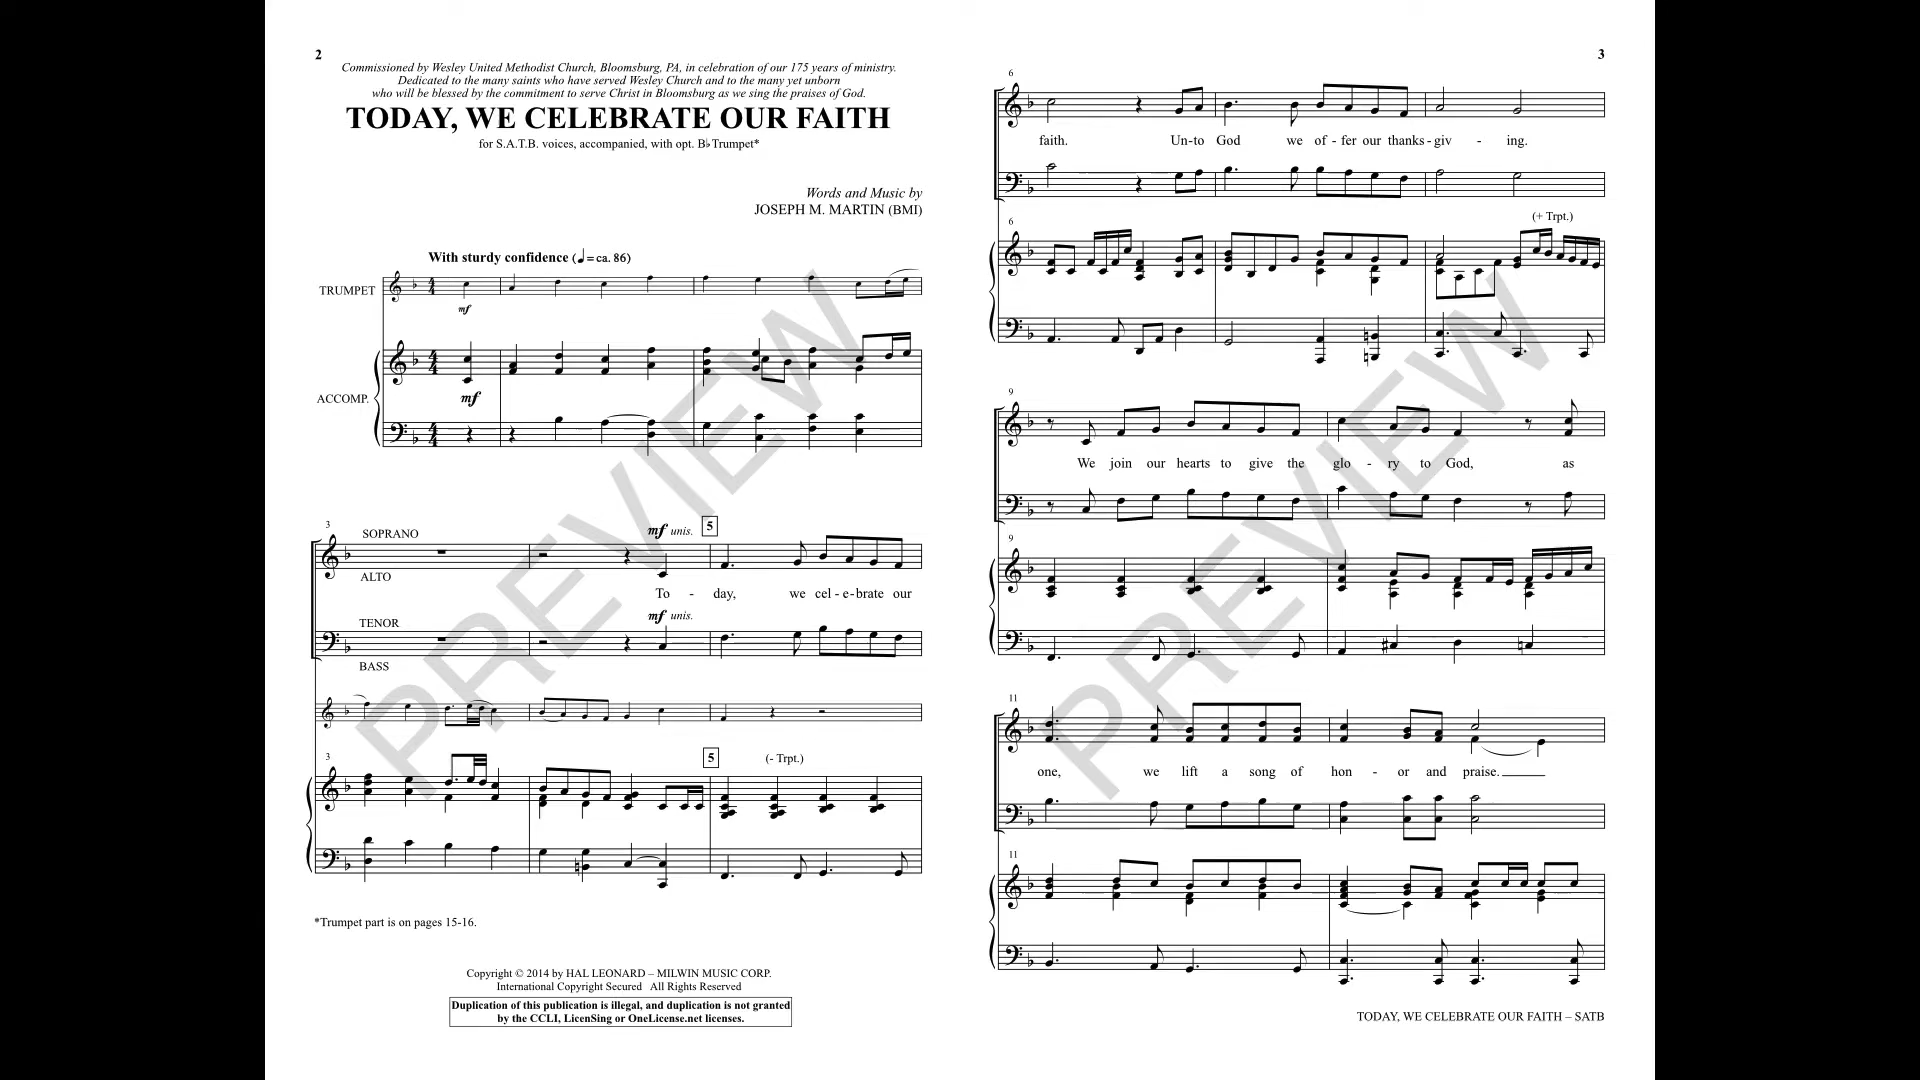 2
Commissioned by Wesley United Methodist Church, Bloomsburg, PA, in celebration of our 175 years of ministry.
Dedicated to the many saints who have served Wesley Church and to the many yet unborn
who will be blessed by the commitment to serve Christ in Bloomsburg as we sing the praises of God.
TODAY, WE CELEBRATE OUR FAITH
for S.A.T.B. voices, accompanied, with opt. B♭ Trumpet*
Words and Music by
JOSEPH M. MARTIN (BMI)
With sturdy confidence (♩ = ca. 86)
TRUMPET
mf
ACCOMP.
mf
3
SOPRANO
mf unis.
5
ALTO
To - day, we cel - e - brate our
mf unis.
TENOR
BASS
3
5
(- Trpt.)
*Trumpet part is on pages 15-16.
Copyright © 2014 by HAL LEONARD – MILWIN MUSIC CORP.
International Copyright Secured All Rights Reserved
Duplication of this publication is illegal, and duplication is not granted
by the CCLI, LicenSing or OneLicense.net licenses.
PREVIEW
3
6
faith. Un-to God we of - fer our thanks - giv - ing.
6
(+ Trpt.)
9
We join our hearts to give the glo - ry to God, as
9
11
one, we lift a song of hon - or and praise.
11
TODAY, WE CELEBRATE OUR FAITH – SATB
PREVIEW